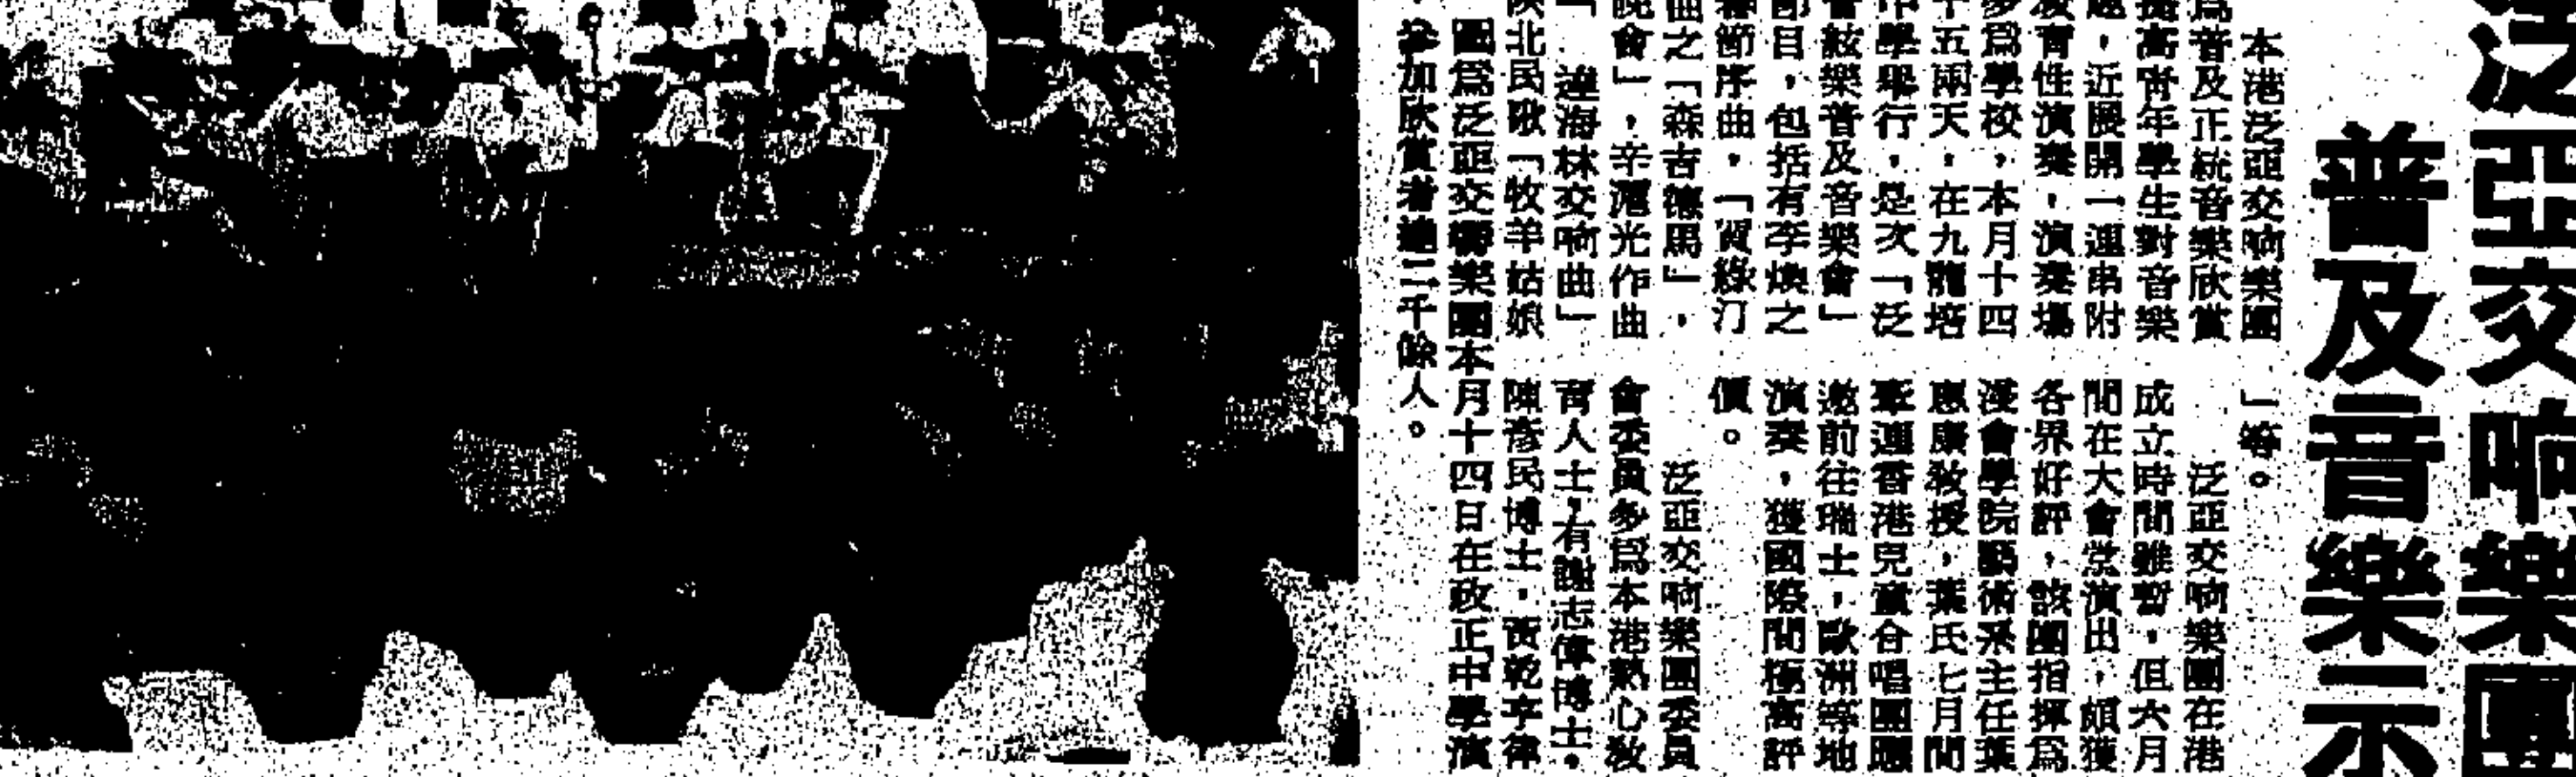 泛亞交响樂團
普及音樂示
本港泛亞交响樂團
爲普及正統音樂欣賞
提高青年學生對音樂
趣，近展開一連串附
育性演奏，演奏塲
多爲學校，本月十四
十五兩天，在九龍培
中學舉行，是次「泛
音絃樂普及音樂會」
節目，包括有李煥之
春節序曲，「賀綠汀
曲之「森吉德馬」，
晚會」，辛滬光作曲
「達海林交响曲」
陝北民歌「牧羊姑娘
」等。
泛亞交响樂團在港
成立時間雖暫，但六月
間在大會堂演出，頗獲
各界好評，該團指揮爲
浸會學院藝術系主任葉
惠康敎授，葉氏七月間
率領香港兒童合唱團應
邀前往瑞士，歐洲等地
演奏，獲國際間極高評
價。
泛亞交响樂團委員
會委員多爲本港熱心敎
育人士，有謝志偉博士，
陳彥民博士，黃乾亨律
圖爲泛亞交響樂團本月十四日在政正中學演
，參加欣賞者達二千餘人。